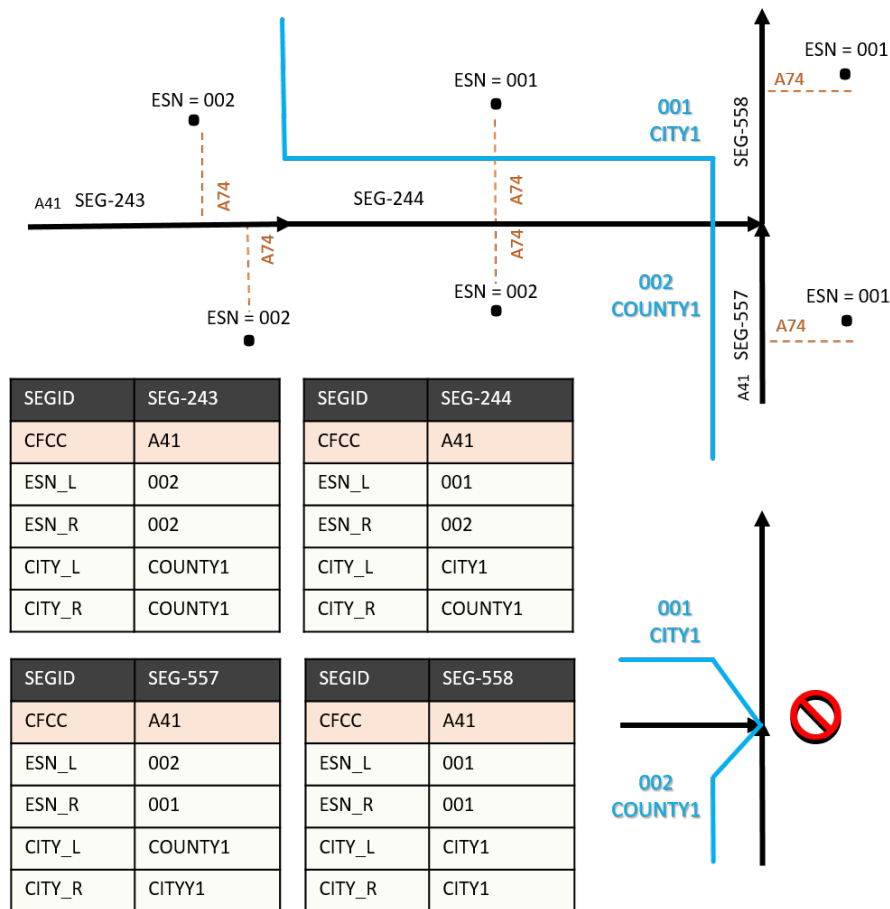 ESN = 001
A74
ESN = 002
ESN = 001
001
CITY1
SEG-558
A74
A74
A41 SEG-243
SEG-244
A74
A74
002
COUNTY1
ESN = 002
ESN = 002
ESN = 001
A74
SEG-557
A41
SEGID SEG-243
CFCC A41
ESN_L 002
ESN_R 002
CITY_L COUNTY1
CITY_R COUNTY1
SEGID SEG-244
CFCC A41
ESN_L 001
ESN_R 002
CITY_L CITY1
CITY_R COUNTY1
SEGID SEG-557
CFCC A41
ESN_L 002
ESN_R 001
CITY_L COUNTY1
CITY_R CITYY1
SEGID SEG-558
CFCC A41
ESN_L 001
ESN_R 001
CITY_L CITY1
CITY_R CITY1
001
CITY1
002
COUNTY1